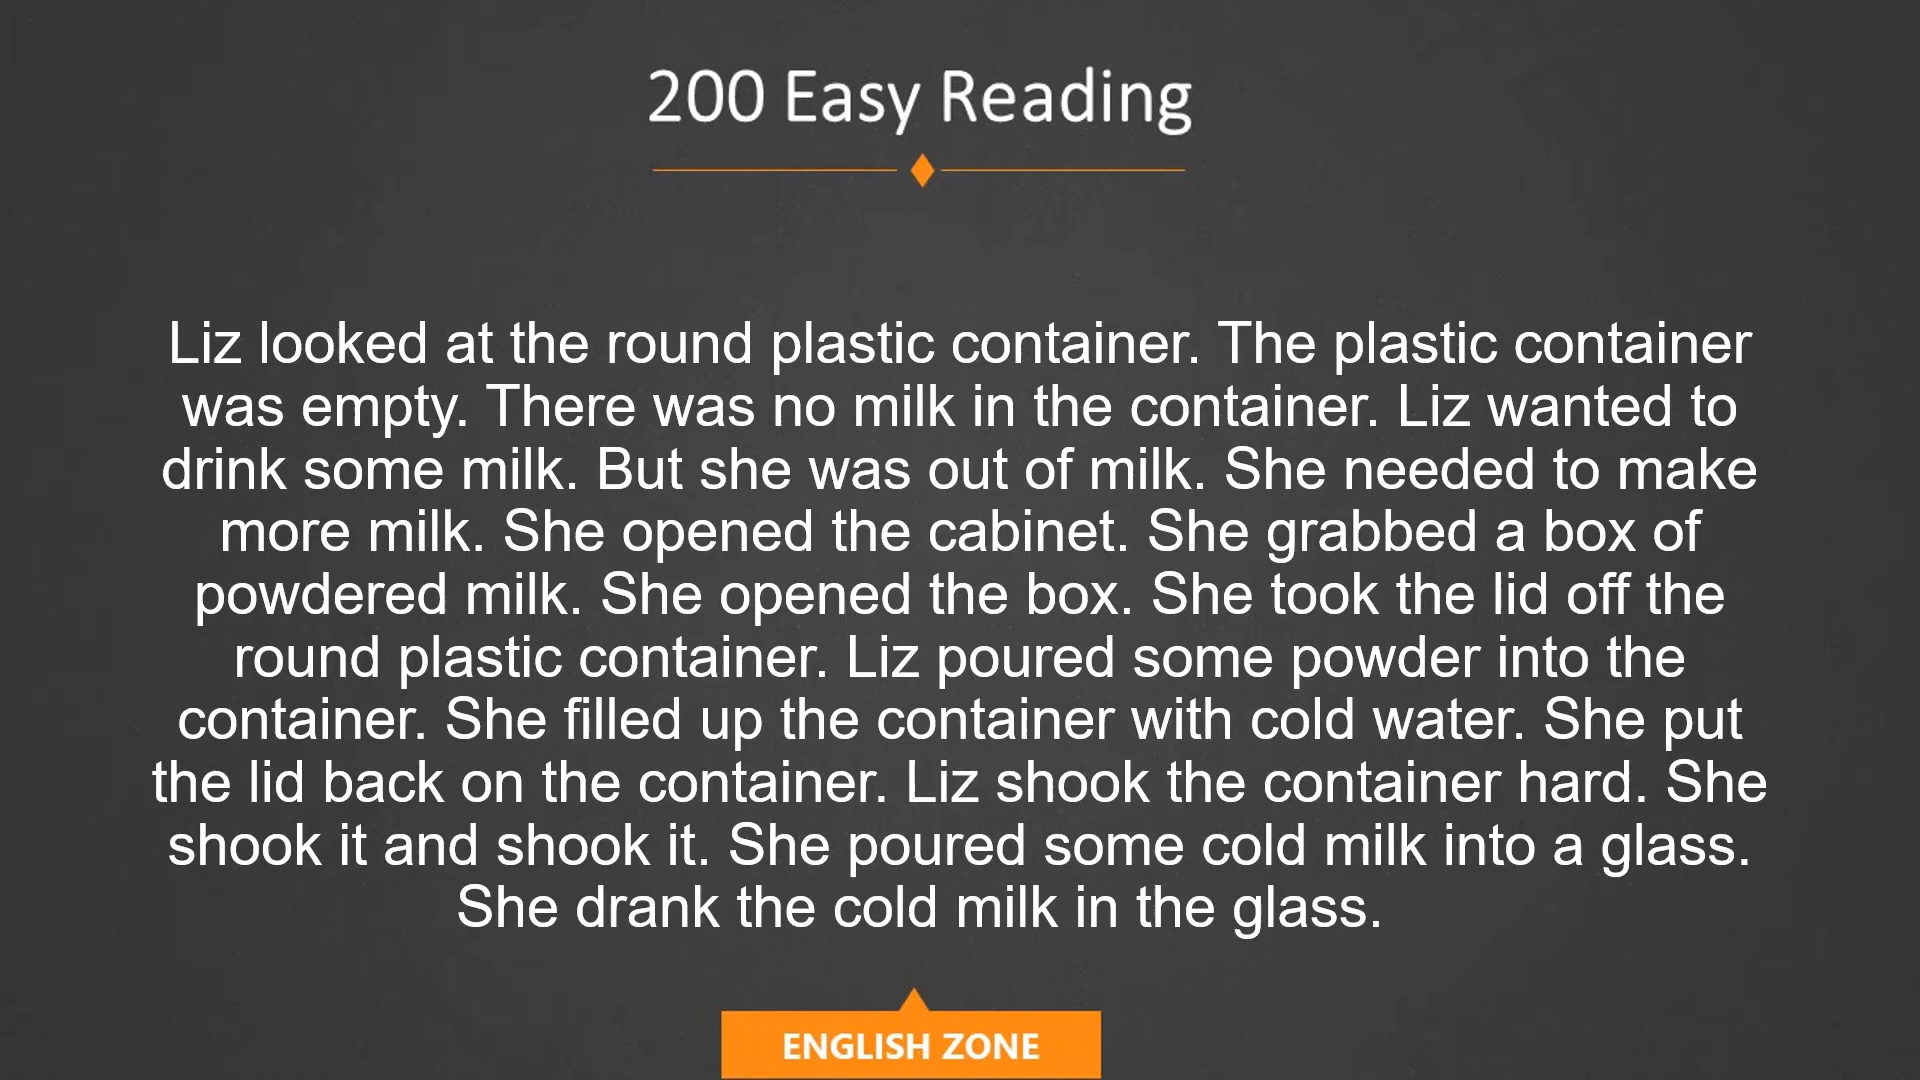 200 Easy Reading
Liz looked at the round plastic container. The plastic container
was empty. There was no milk in the container. Liz wanted to
drink some milk. But she was out of milk. She needed to make
more milk. She opened the cabinet. She grabbed a box of
powdered milk. She opened the box. She took the lid off the
round plastic container. Liz poured some powder into the
container. She filled up the container with cold water. She put
the lid back on the container. Liz shook the container hard. She
shook it and shook it. She poured some cold milk into a glass.
She drank the cold milk in the glass.
ENGLISH ZONE